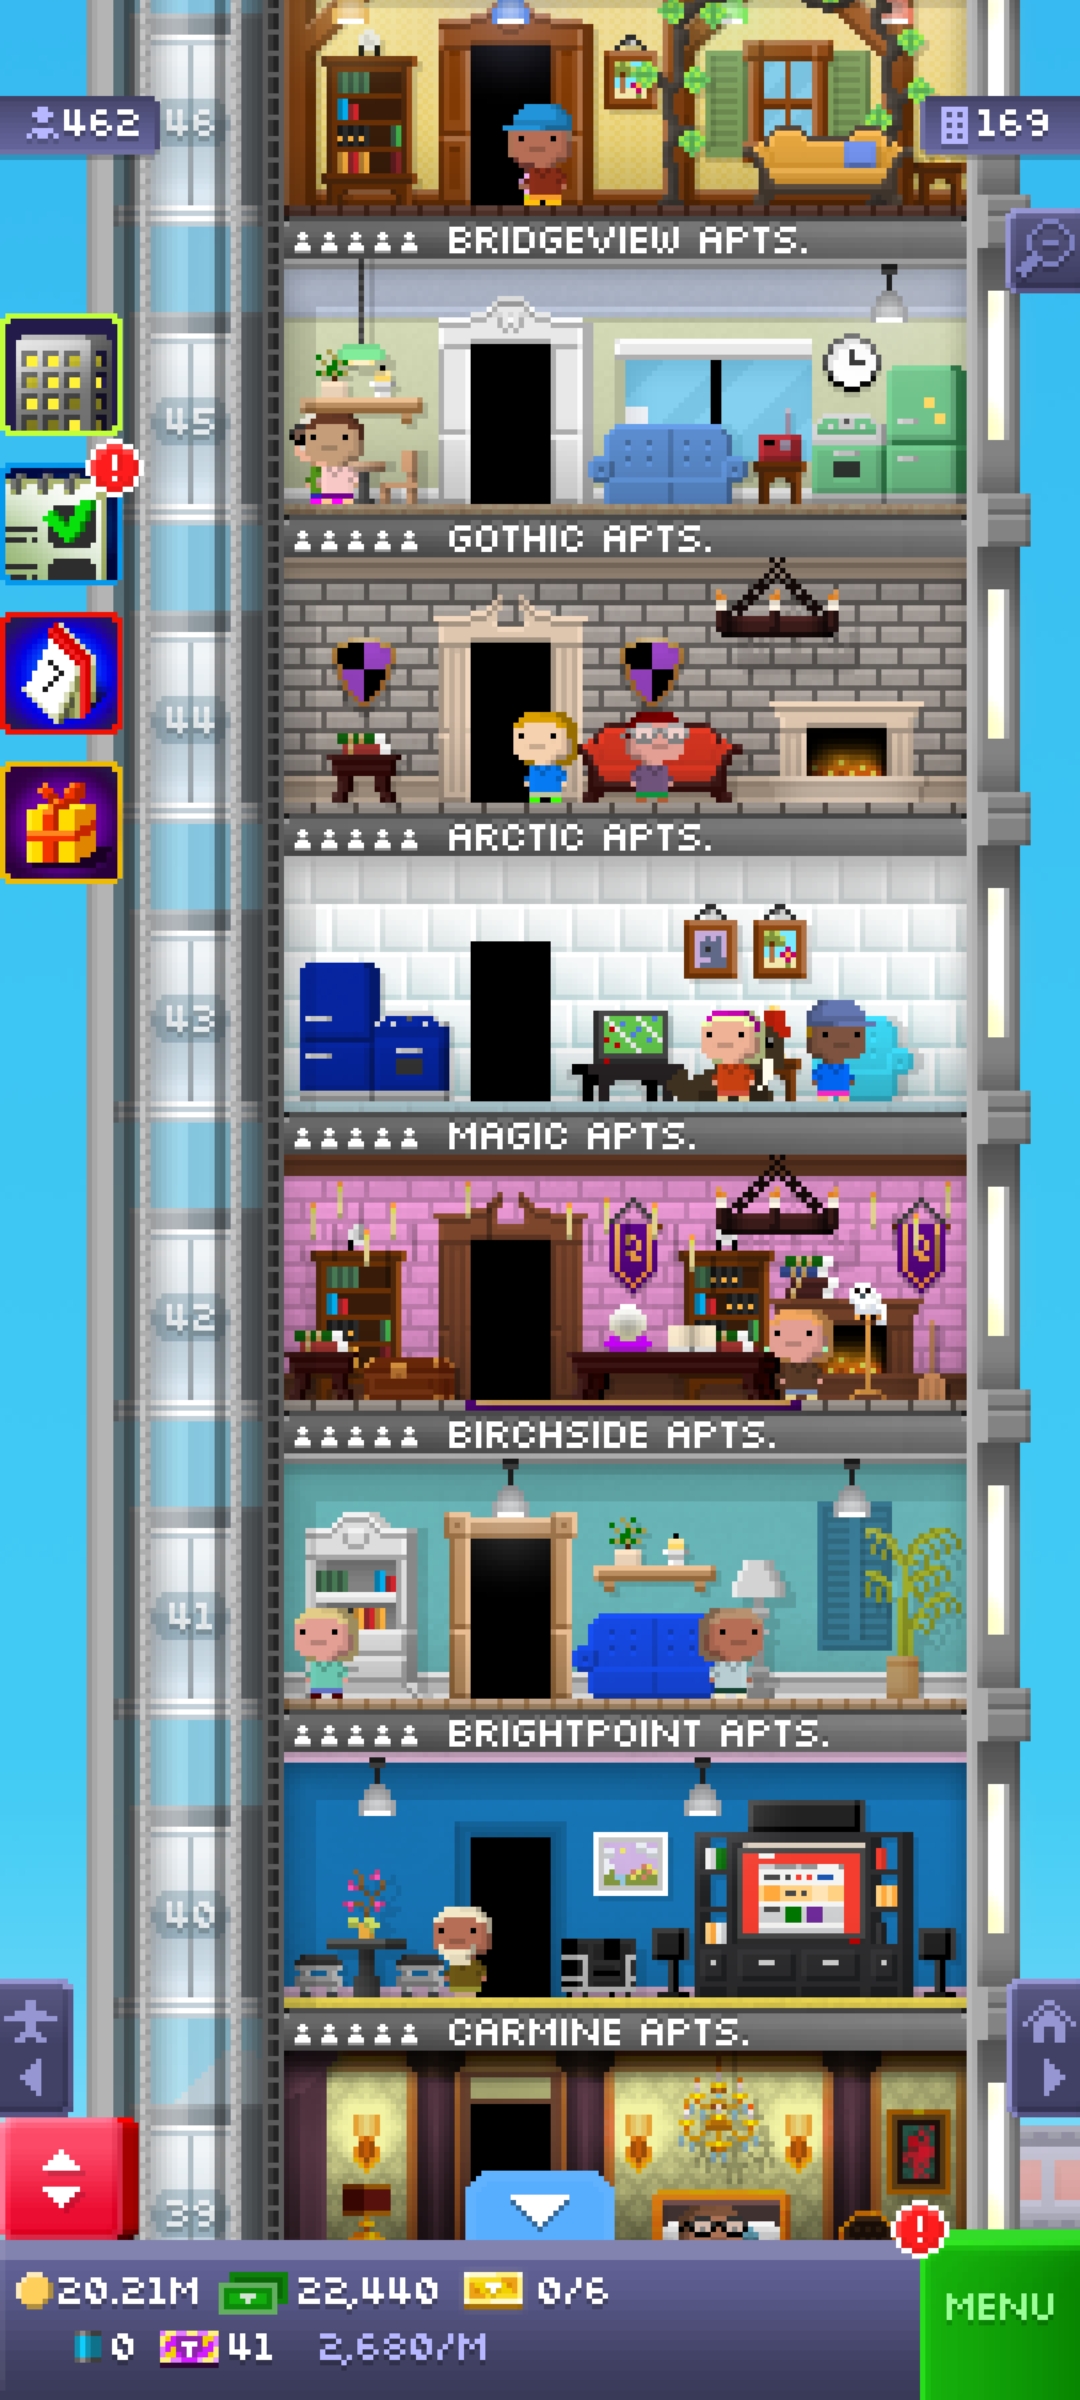 462
46
169
BRIDGEVIEW APTS.
45
GOTHIC APTS.
44
ARCTIC APTS.
43
MAGIC APTS.
42
BIRCHSIDE APTS.
41
BRIGHTPOINT APTS.
40
CARMINE APTS.
39
20.21M 22,440 0/6
MENU
0 41 2,680/M